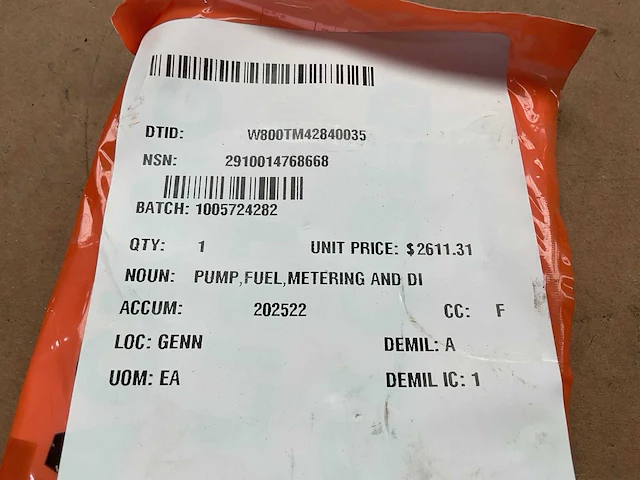 DTID: W800TM42840035
NSN: 2910014768668
BATCH: 1005724282
QTY: 1 UNIT PRICE: $2611.31
NOUN: PUMP,FUEL,METERING AND DI
ACCUM: 202522 CC: F
LOC: GENN DEMIL: A
UOM: EA DEMIL IC: 1